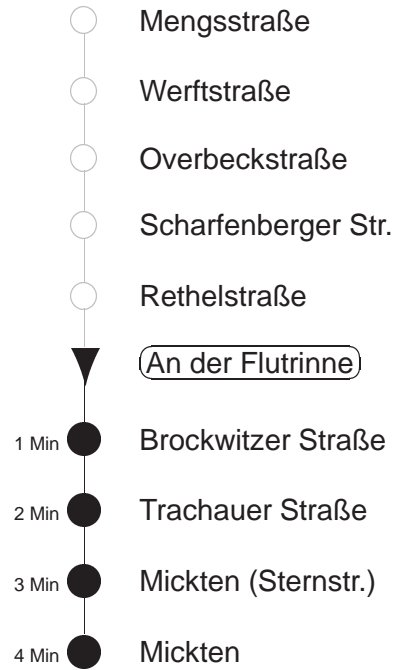 Mengsstraße
Werftstraße
Overbeckstraße
Scharfenberger Str.
Rethelstraße
An der Flutrinne
1 Min Brockwitzer Straße
2 Min Trachauer Straße
3 Min Mickten (Sternstr.)
4 Min Mickten